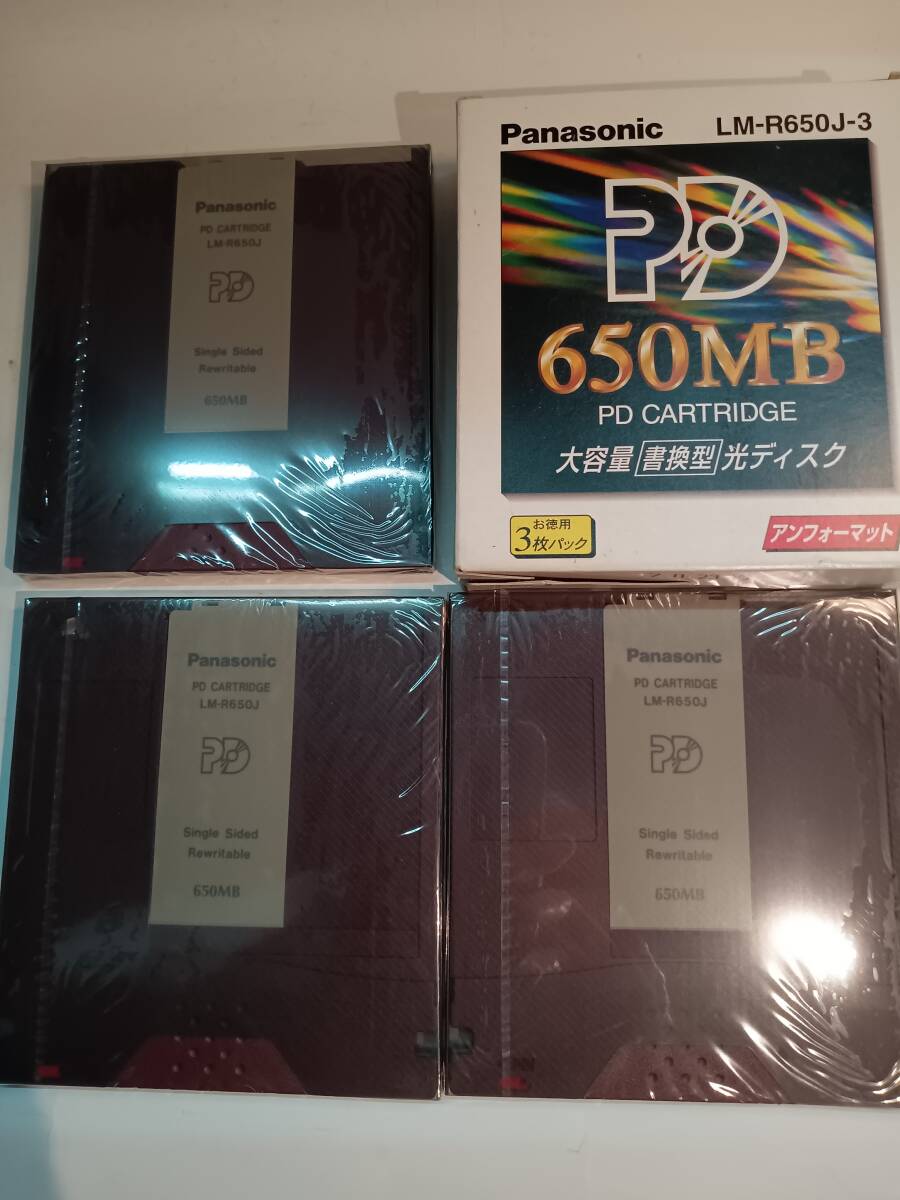 Panasonic
PD CARTRIDGE
LM-R650J
PD
Single Sided
Rewritable
650MB
Panasonic LM-R650J-3
PD
650MB
PD CARTRIDGE
大容量 書換型 光ディスク
お徳用
3枚パック
アンフォーマット
Panasonic
PD CARTRIDGE
LM-R650J
PD
Single Sided
Rewritable
650MB
Panasonic
PD CARTRIDGE
LM-R650J
PD
Single Sided
Rewritable
650MB